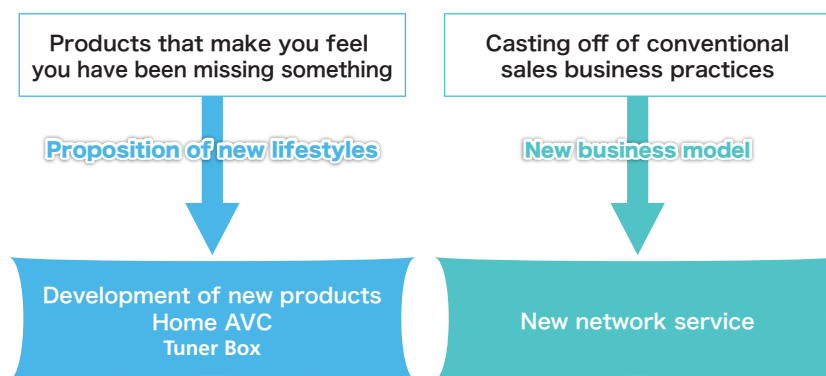 Products that make you feel
you have been missing something
Proposition of new lifestyles
Development of new products
Home AVC
Tuner Box
Casting off of conventional
sales business practices
New business model
New network service